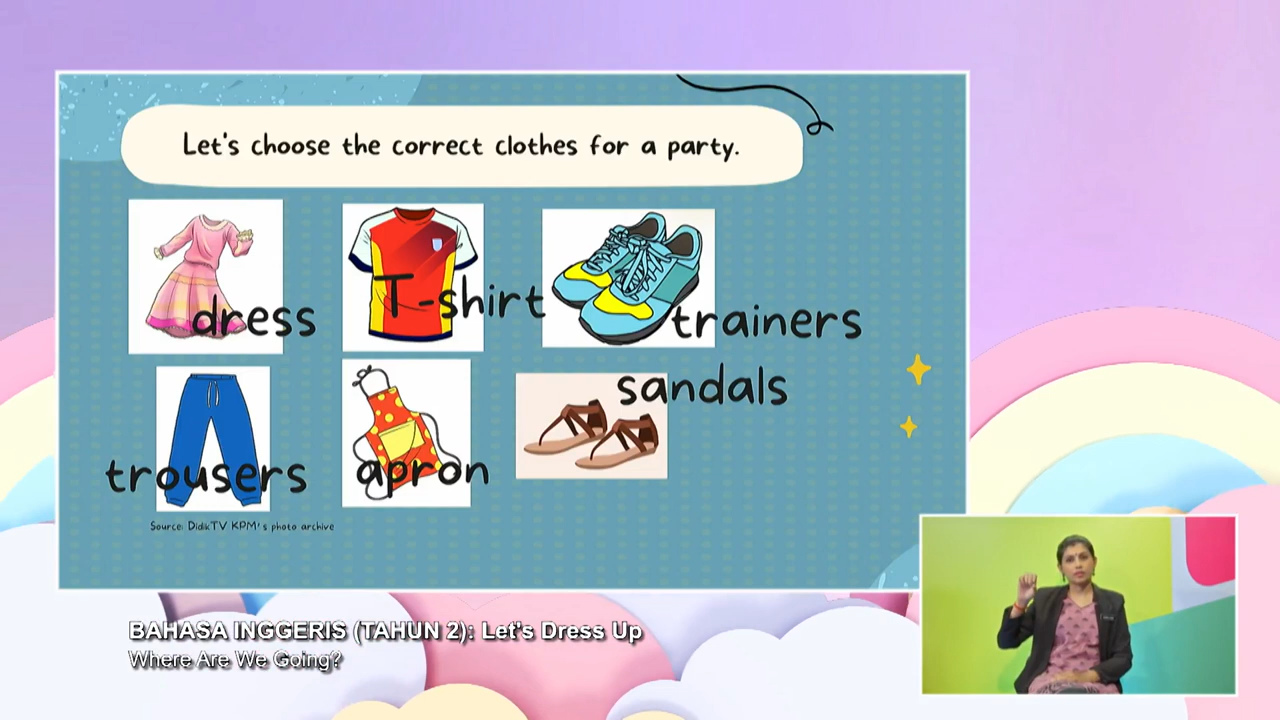 Let's choose the correct clothes for a party.
dress
T-shirt
trainers
trousers
apron
sandals
Source: DidikTV KPM's photo archive
BAHASA INGGERIS (TAHUN 2): Let's Dress Up
Where Are We Going?